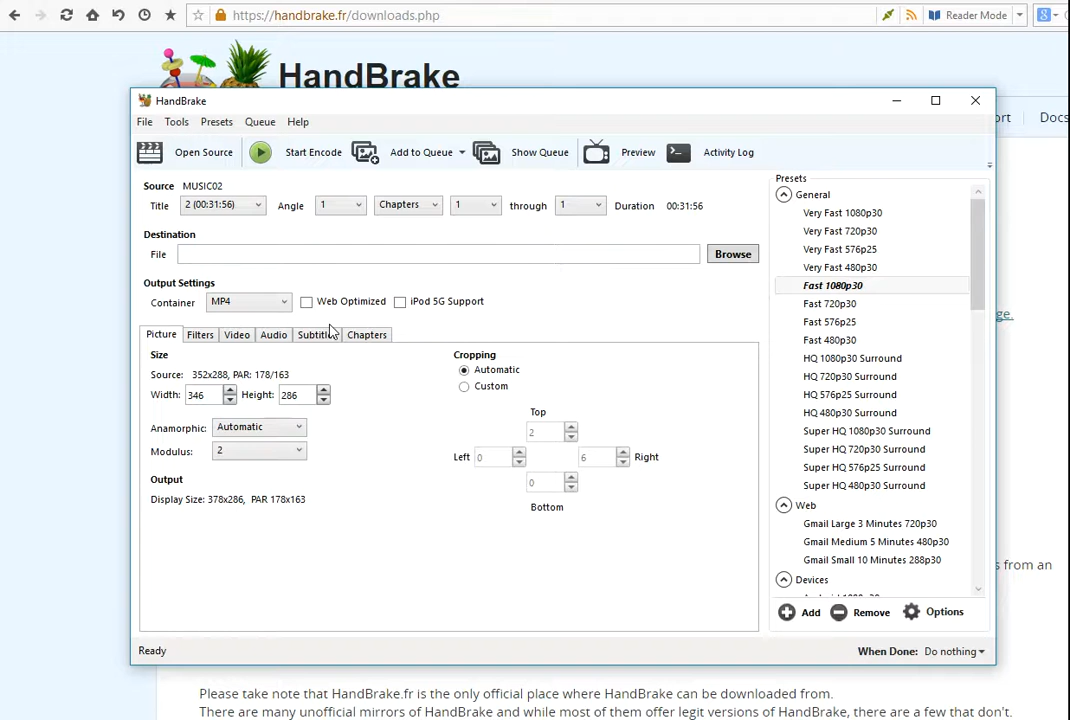 https://handbrake.fr/downloads.php
Reader Mode
HandBrake
ort Docs
HandBrake
File Tools Presets Queue Help
Open Source Start Encode Add to Queue Show Queue Preview Activity Log
Source MUSIC02
Title 2 (00:31:56) Angle 1 Chapters 1 through 1 Duration 00:31:56
Destination
File Browse
Output Settings
Container MP4 Web Optimized iPod 5G Support
Picture Filters Video Audio Chapters
Size
Source: 352x288, PAR: 178/163
Width: 346 Height: 286
Anamorphic: Automatic
Modulus: 2
Output
Display Size: 378x286, PAR 178x163
Cropping
Automatic
Custom
Top
2
Left 0 6 Right
0
Bottom
Presets
General
Very Fast 1080p30
Very Fast 720p30
Very Fast 576p25
Very Fast 480p30
Fast 1080p30
Fast 720p30
Fast 576p25
Fast 480p30
HQ 1080p30 Surround
HQ 720p30 Surround
HQ 576p25 Surround
HQ 480p30 Surround
Super HQ 1080p30 Surround
Super HQ 720p30 Surround
Super HQ 576p25 Surround
Super HQ 480p30 Surround
Web
Gmail Large 3 Minutes 720p30
Gmail Medium 5 Minutes 480p30
Gmail Small 10 Minutes 288p30
Devices
Add Remove Options
Ready When Done: Do nothing
ge.
s from an
Please take note that HandBrake.fr is the only official place where HandBrake can be downloaded from.
There are many unofficial mirrors of HandBrake and while most of them offer legit versions of HandBrake, there are a few that don't.